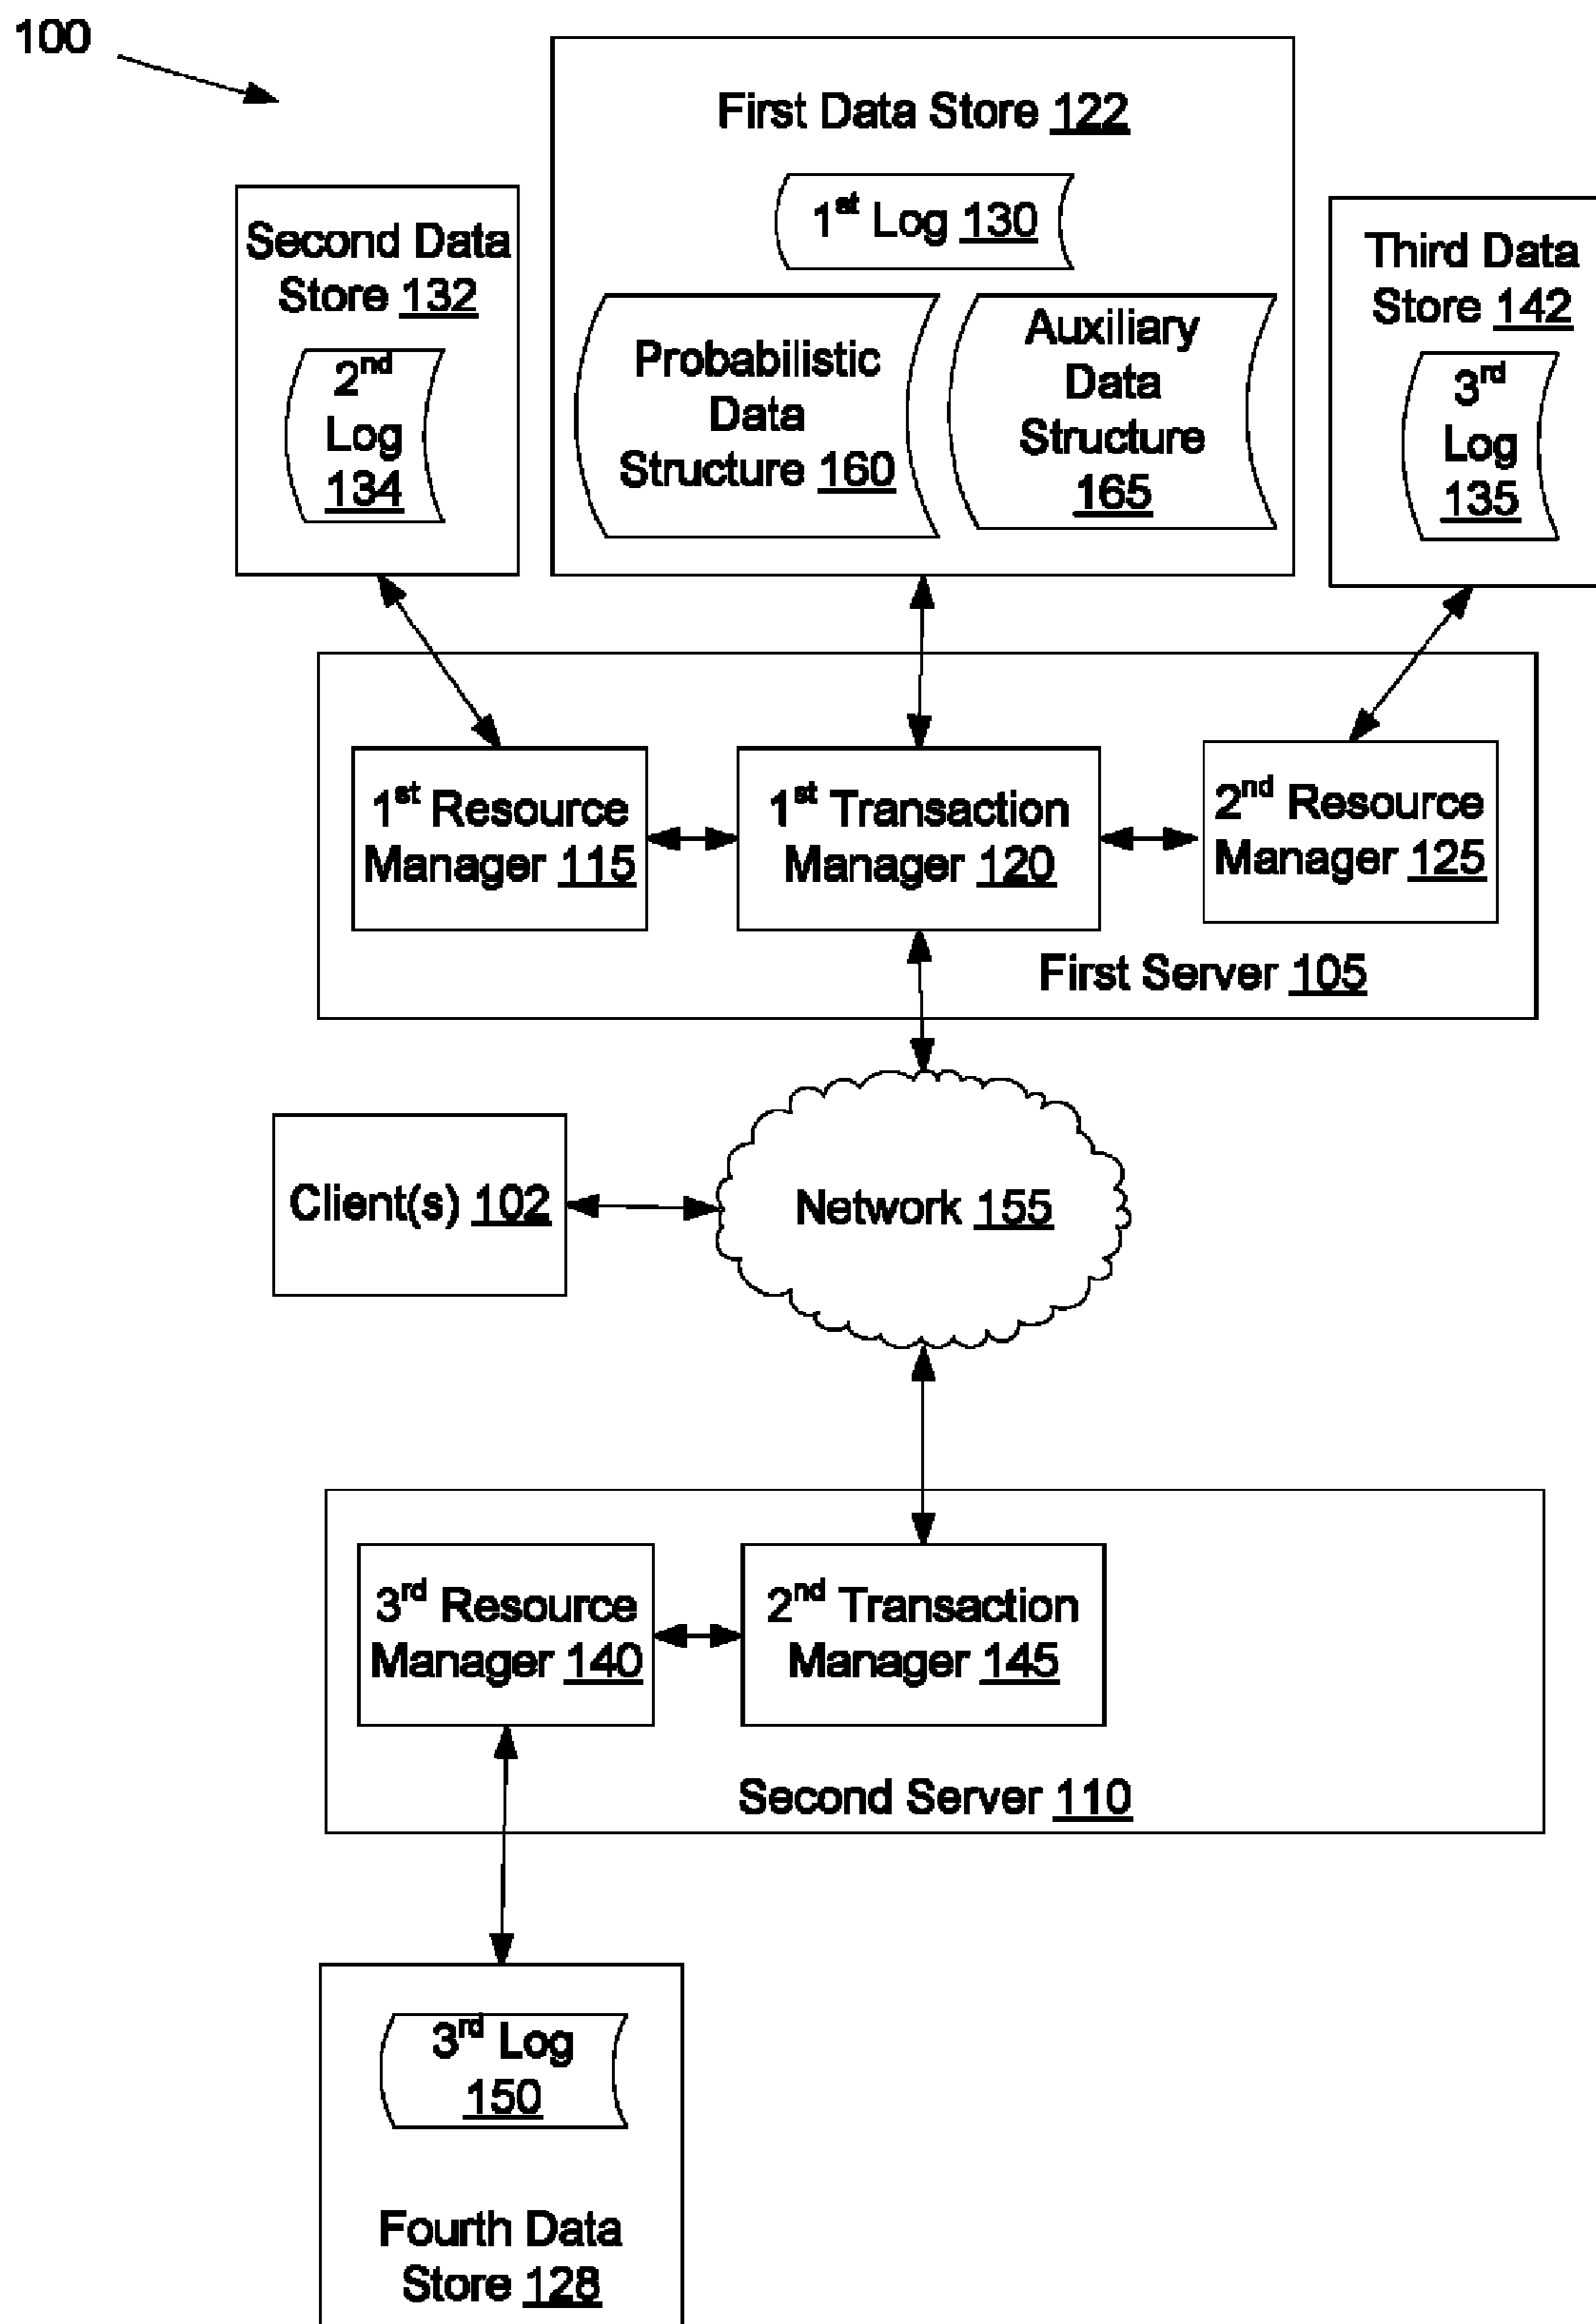 100
First Data Store 122
1st Log 130
Second Data
Store 132
2nd
Log
134
Probabilistic
Data
Structure 160
Auxiliary
Data
Structure
165
Third Data
Store 142
3rd
Log
135
1st Resource
Manager 115
1st Transaction
Manager 120
2nd Resource
Manager 125
First Server 105
Client(s) 102
Network 155
3rd Resource
Manager 140
2nd Transaction
Manager 145
Second Server 110
3rd Log
150
Fourth Data
Store 128